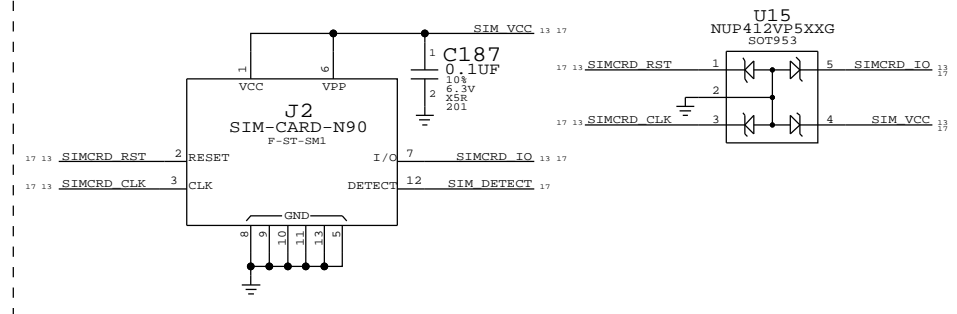 SIM_VCC 13 17
1 C187
0.1UF
10%
6.3V
X5R
201
2
1 6
VCC VPP
J2
SIM-CARD-N90
F-ST-SM1
17 13 SIMCRD_RST 2 RESET
I/O 7 SIMCRD_IO 13 17
17 13 SIMCRD_CLK 3 CLK
DETECT 12 SIM_DETECT 17
GND
8 9 10 11 13 5
U15
NUP412VP5XXG
SOT953
17 13 SIMCRD_RST 1
5 SIMCRD_IO 13 17
2
17 13 SIMCRD_CLK 3
4 SIM_VCC 13 17